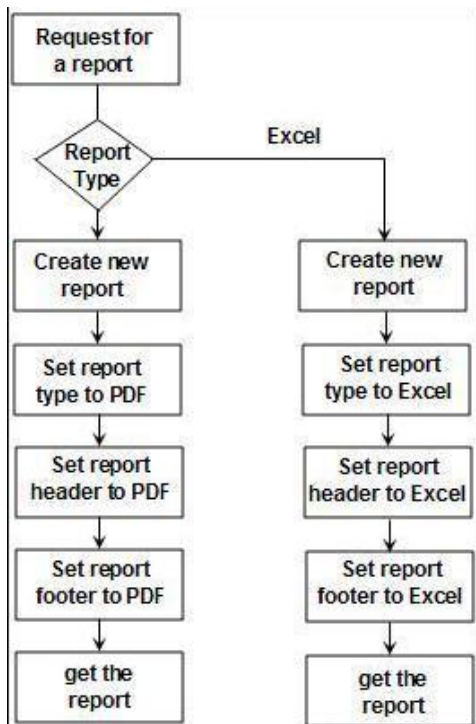 Request for
a report
Report
Type
Excel
Create new
report
Set report
type to PDF
Set report
header to PDF
Set report
footer to PDF
get the
report
Create new
report
Set report
type to Excel
Set report
header to Excel
Set report
footer to Excel
get the
report